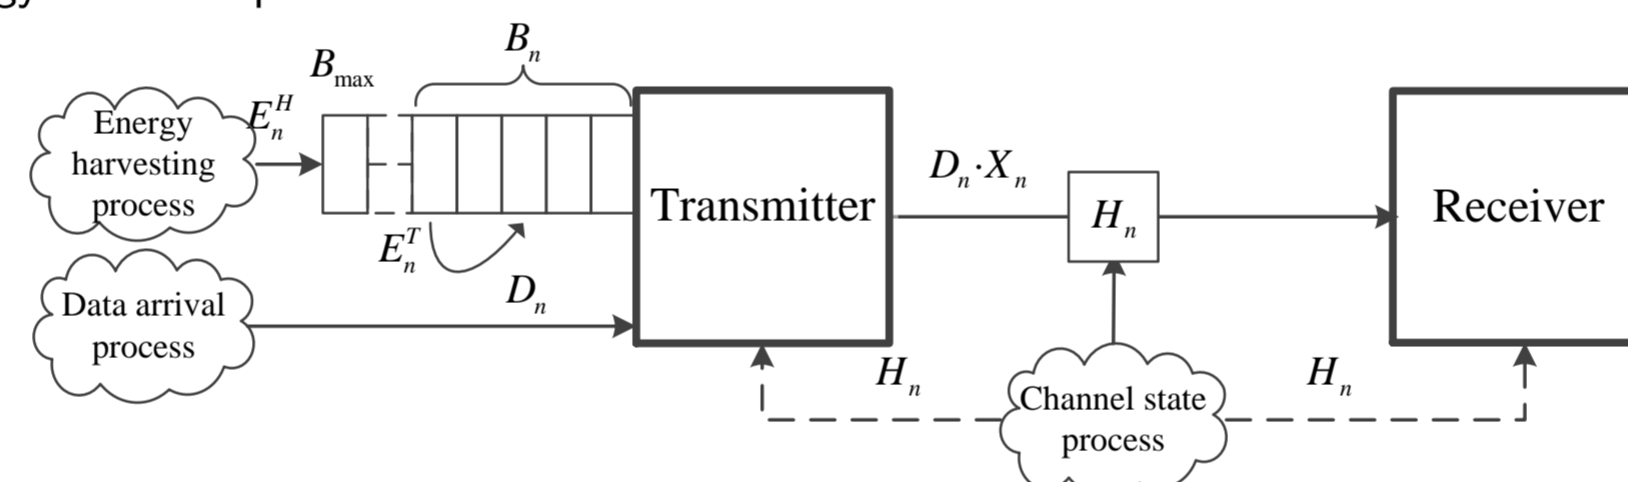 B_n
B_max
E_n^H
Energy
harvesting
process
Transmitter
D_n·X_n
H_n
Receiver
E_n^T
D_n
Data arrival
process
H_n
H_n
Channel state
process